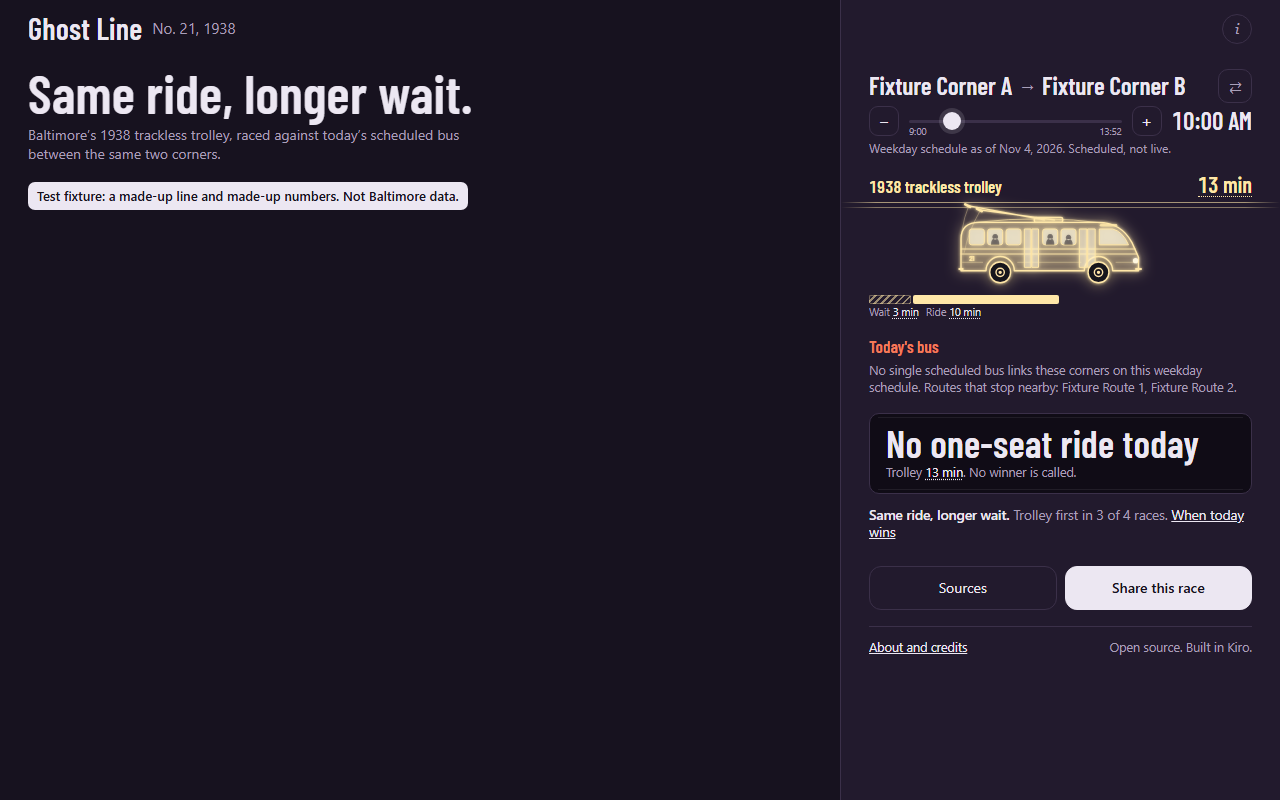 Ghost Line No. 21, 1938
Same ride, longer wait.
Baltimore's 1938 trackless trolley, raced against today's scheduled bus
between the same two corners.
Test fixture: a made-up line and made-up numbers. Not Baltimore data.
i
Fixture Corner A → Fixture Corner B ⇄
− + 10:00 AM
9:00 13:52
Weekday schedule as of Nov 4, 2026. Scheduled, not live.
1938 trackless trolley 13 min
Wait 3 min Ride 10 min
Today's bus
No single scheduled bus links these corners on this weekday
schedule. Routes that stop nearby: Fixture Route 1, Fixture Route 2.
No one-seat ride today
Trolley 13 min. No winner is called.
Same ride, longer wait. Trolley first in 3 of 4 races. When today
wins
Sources Share this race
About and credits Open source. Built in Kiro.